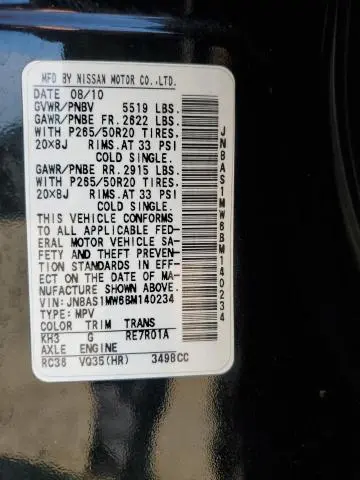 MFD BY NISSAN MOTOR CO.,LTD.
DATE 08/10
GVWR/PNBV 5519 LBS.
GAWR/PNBE FR. 2622 LBS.
WITH P265/50R20 TIRES.
20X8J RIMS.AT 33 PSI
COLD SINGLE.
GAWR/PNBE RR. 2915 LBS.
WITH P265/50R20 TIRES.
20X8J RIMS.AT 33 PSI
COLD SINGLE.
THIS VEHICLE CONFORMS
TO ALL APPLICABLE FED-
ERAL MOTOR VEHICLE SA-
FETY AND THEFT PREVEN-
TION STANDARDS IN EFF-
ECT ON THE DATE OF MA-
NUFACTURE SHOWN ABOVE.
VIN: JN8AS1MW6BM140234
TYPE: MPV
COLOR TRIM TRANS
KH3 G RE7R01A
AXLE ENGINE
RC38 VQ35(HR) 3498CC
JN8AS1MW6BM140234